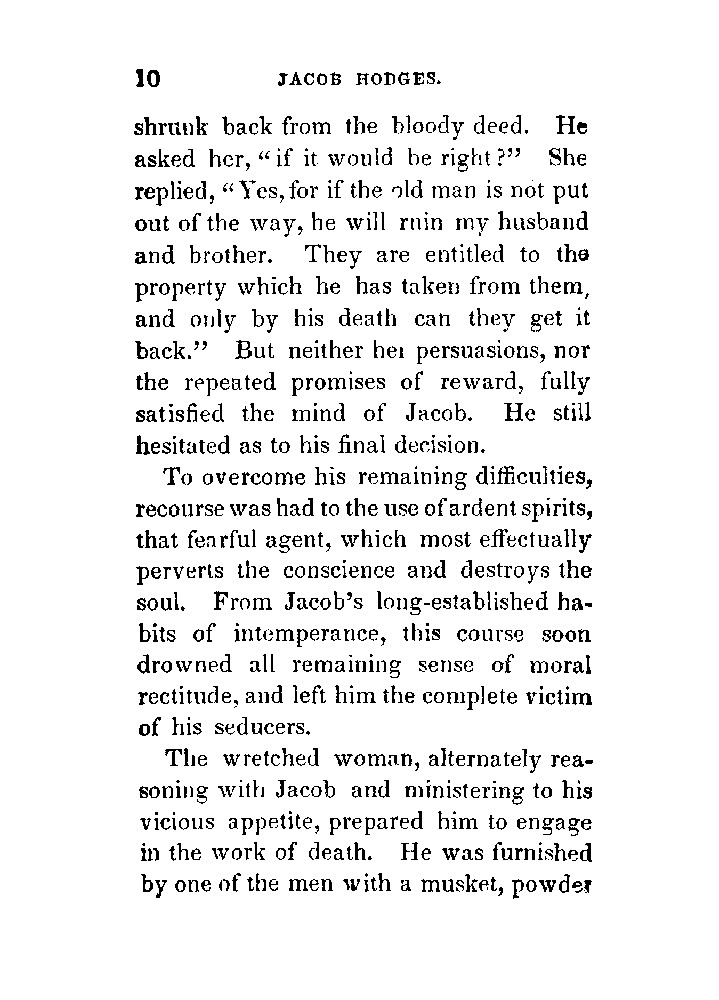 10 JACOB HODGES.
shrunk back from the bloody deed. He
asked her, “if it would be right?” She
replied, “Yes, for if the old man is not put
out of the way, he will ruin my husband
and brother. They are entitled to the
property which he has taken from them,
and only by his death can they get it
back.” But neither her persuasions, nor
the repeated promises of reward, fully
satisfied the mind of Jacob. He still
hesitated as to his final decision.
To overcome his remaining difficulties,
recourse was had to the use of ardent spirits,
that fearful agent, which most effectually
perverts the conscience and destroys the
soul. From Jacob’s long-established ha-
bits of intemperance, this course soon
drowned all remaining sense of moral
rectitude, and left him the complete victim
of his seducers.
The wretched woman, alternately rea-
soning with Jacob and ministering to his
vicious appetite, prepared him to engage
in the work of death. He was furnished
by one of the men with a musket, powder